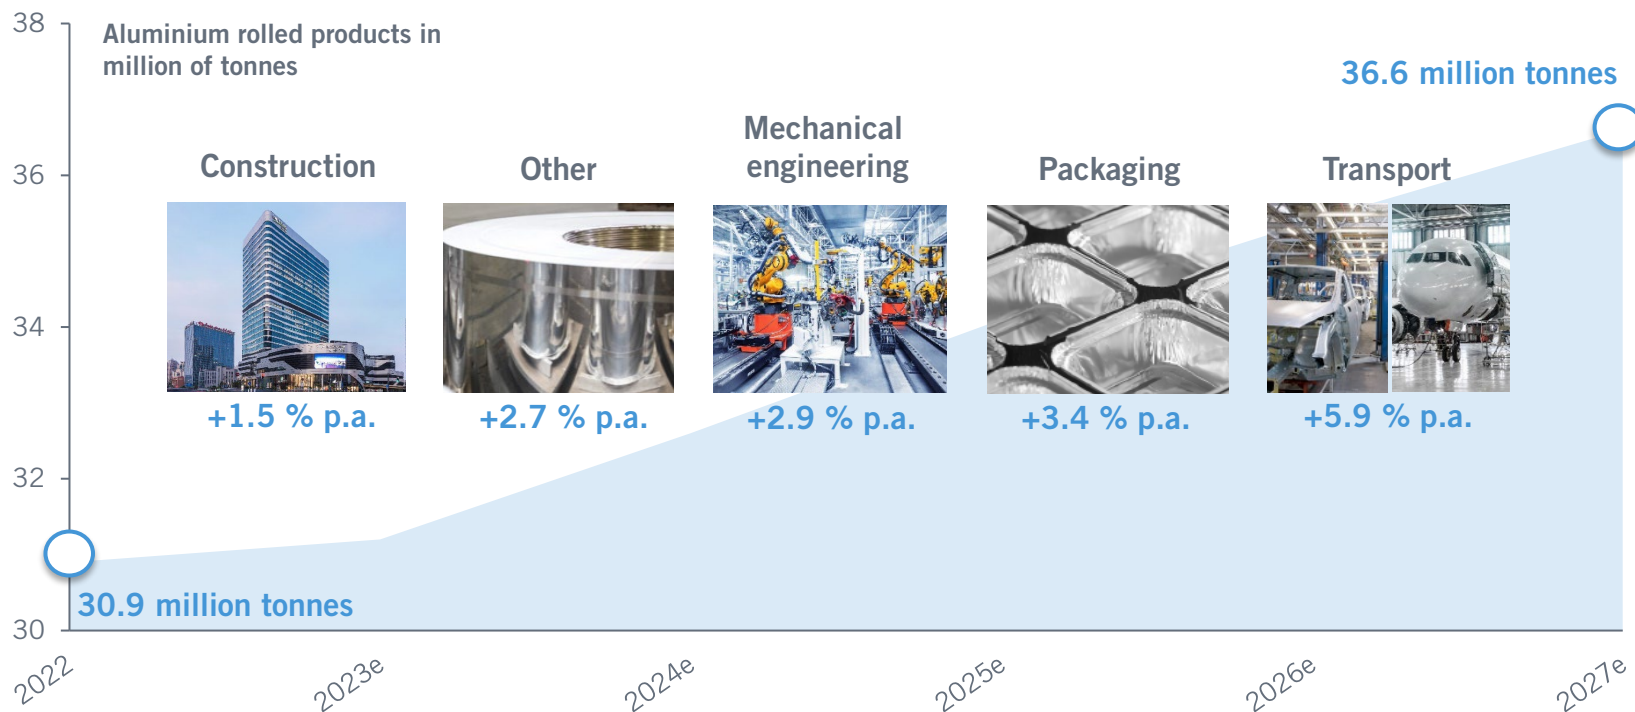 38
Aluminium rolled products in
million of tonnes
36.6 million tonnes
36
Construction
Other
Mechanical
engineering
Packaging
Transport
34
+1.5 % p.a.
+2.7 % p.a.
+2.9 % p.a.
+3.4 % p.a.
+5.9 % p.a.
32
30.9 million tonnes
30
2022
2023e
2024e
2025e
2026e
2027e